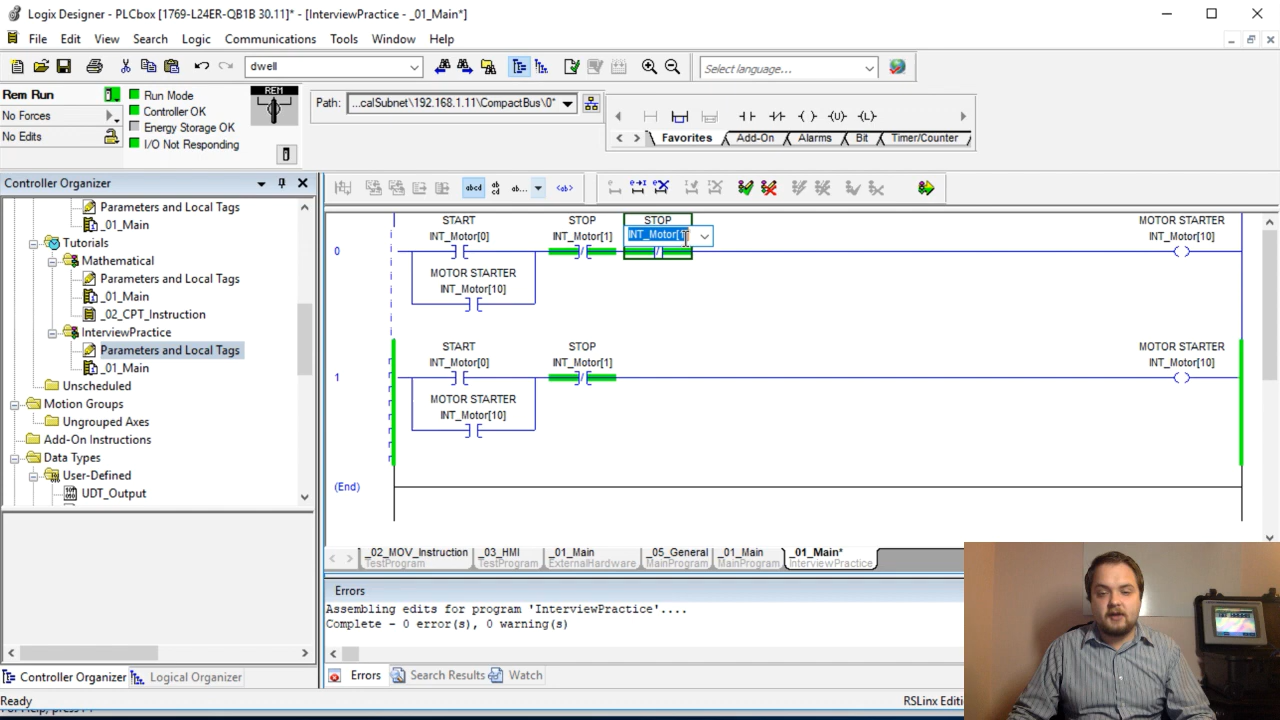 Logix Designer - PLCbox [1769-L24ER-QB1B 30.11]* - [InterviewPractice - _01_Main*]
File Edit View Search Logic Communications Tools Window Help
dwell
Select language...
Rem Run
No Forces
No Edits
Run Mode
Controller OK
Energy Storage OK
I/O Not Responding
REM
Path: ...calSubnet\192.168.1.11\CompactBus\0*
Favorites Add-On Alarms Bit Timer/Counter
Controller Organizer
Parameters and Local Tags
_01_Main
Tutorials
Mathematical
Parameters and Local Tags
_01_Main
_02_CPT_Instruction
InterviewPractice
Parameters and Local Tags
_01_Main
Unscheduled
Motion Groups
Ungrouped Axes
Add-On Instructions
Data Types
User-Defined
UDT_Output
Controller Organizer Logical Organizer
abcd ab cd ab... <ab>
START STOP STOP MOTOR STARTER
INT_Motor[0] INT_Motor[1] INT_Motor[1] INT_Motor[10]
0
MOTOR STARTER
INT_Motor[10]
START STOP MOTOR STARTER
INT_Motor[0] INT_Motor[1] INT_Motor[10]
1
MOTOR STARTER
INT_Motor[10]
(End)
_02_MOV_Instruction _03_HMI _01_Main _05_General _01_Main _01_Main*
TestProgram TestProgram ExternalHardware MainProgram MainProgram InterviewPractice
Errors
Assembling edits for program 'InterviewPractice'....
Complete - 0 error(s), 0 warning(s)
Errors Search Results Watch
Ready
RSLinx Editi